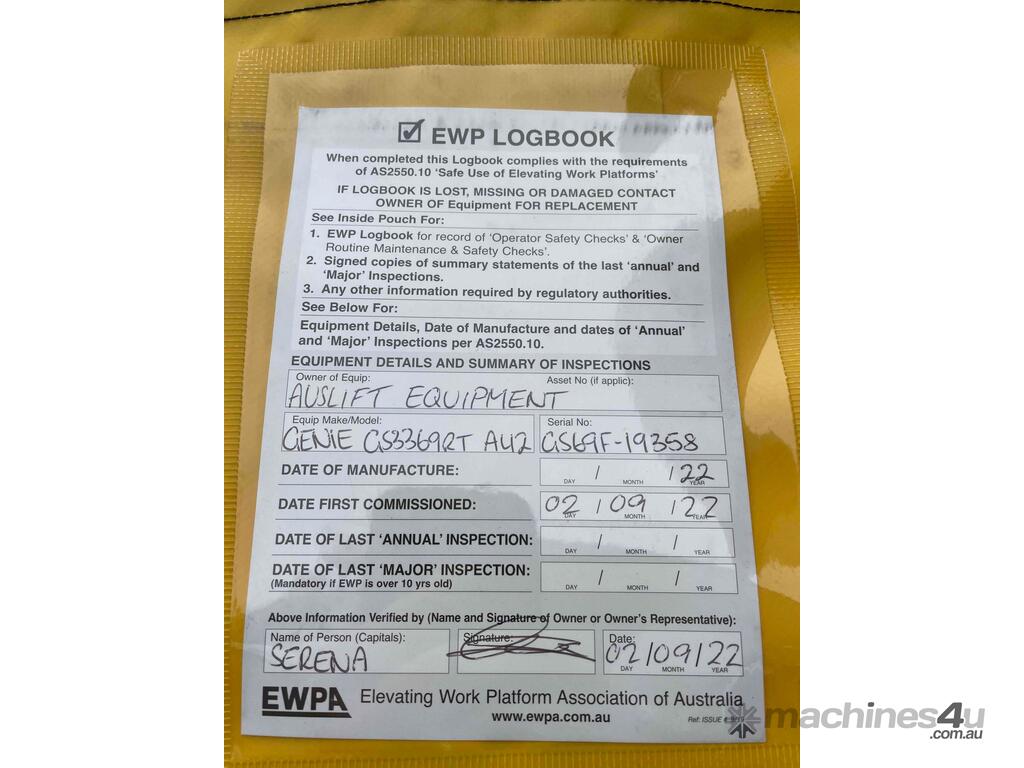 EWP LOGBOOK
When completed this Logbook complies with the requirements
of AS2550.10 'Safe Use of Elevating Work Platforms'
IF LOGBOOK IS LOST, MISSING OR DAMAGED CONTACT
OWNER OF Equipment FOR REPLACEMENT
See Inside Pouch For:
1. EWP Logbook for record of 'Operator Safety Checks' & 'Owner
Routine Maintenance & Safety Checks'.
2. Signed copies of summary statements of the last 'annual' and
'Major' Inspections.
3. Any other information required by regulatory authorities.
See Below For:
Equipment Details, Date of Manufacture and dates of 'Annual'
and 'Major' Inspections per AS2550.10.
EQUIPMENT DETAILS AND SUMMARY OF INSPECTIONS
Owner of Equip: Asset No (if applic):
AUSLIFT EQUIPMENT
Equip Make/Model: Serial No:
GENIE GS3369RT AU2 GS69F-19358
DATE OF MANUFACTURE: / / 22
DAY MONTH YEAR
DATE FIRST COMMISSIONED: 02 / 09 / 22
DAY MONTH YEAR
DATE OF LAST 'ANNUAL' INSPECTION: / /
DAY MONTH YEAR
DATE OF LAST 'MAJOR' INSPECTION: / /
(Mandatory if EWP is over 10 yrs old) DAY MONTH YEAR
Above Information Verified by (Name and Signature of Owner or Owner's Representative):
Name of Person (Capitals): Signature: Date:
SERENA 02/09/22
DAY MONTH YEAR
EWPA Elevating Work Platform Association of Australia
www.ewpa.com.au Ref: ISSUE
machines4u
.com.au